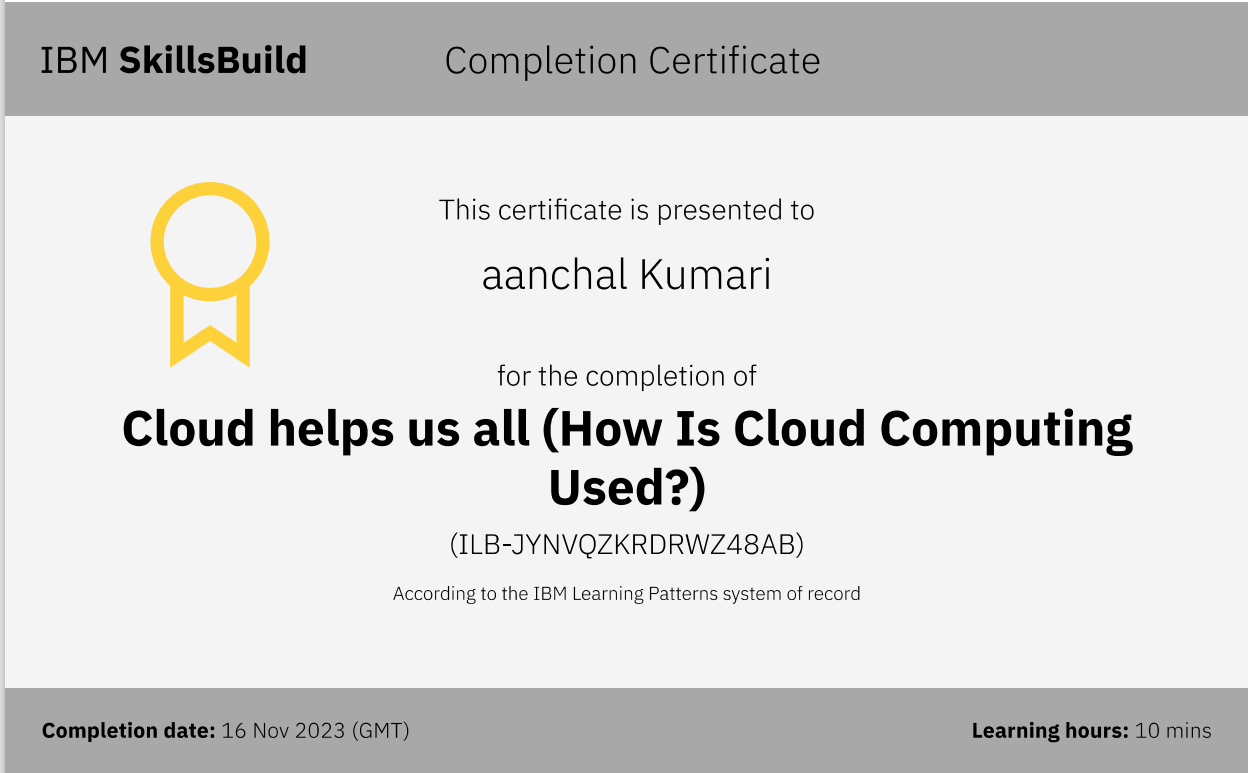 IBM SkillsBuild
Completion Certificate
This certificate is presented to
aanchal Kumari
for the completion of
Cloud helps us all (How Is Cloud Computing
Used?)
(ILB-JYNVQZKRDRWZ48AB)
According to the IBM Learning Patterns system of record
Completion date: 16 Nov 2023 (GMT)
Learning hours: 10 mins